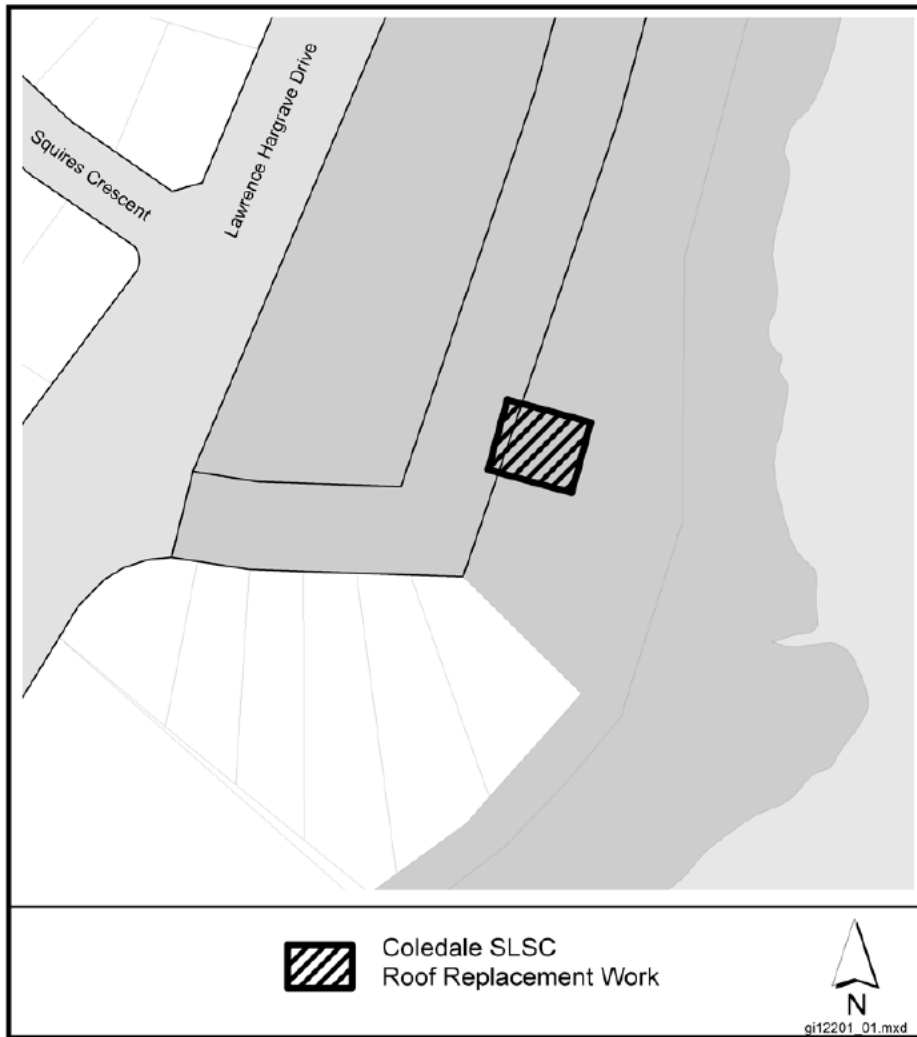 Squires Crescent
Lawrence Hargrave Drive
Coledale SLSC
Roof Replacement Work
N
gi12201_01.mxd